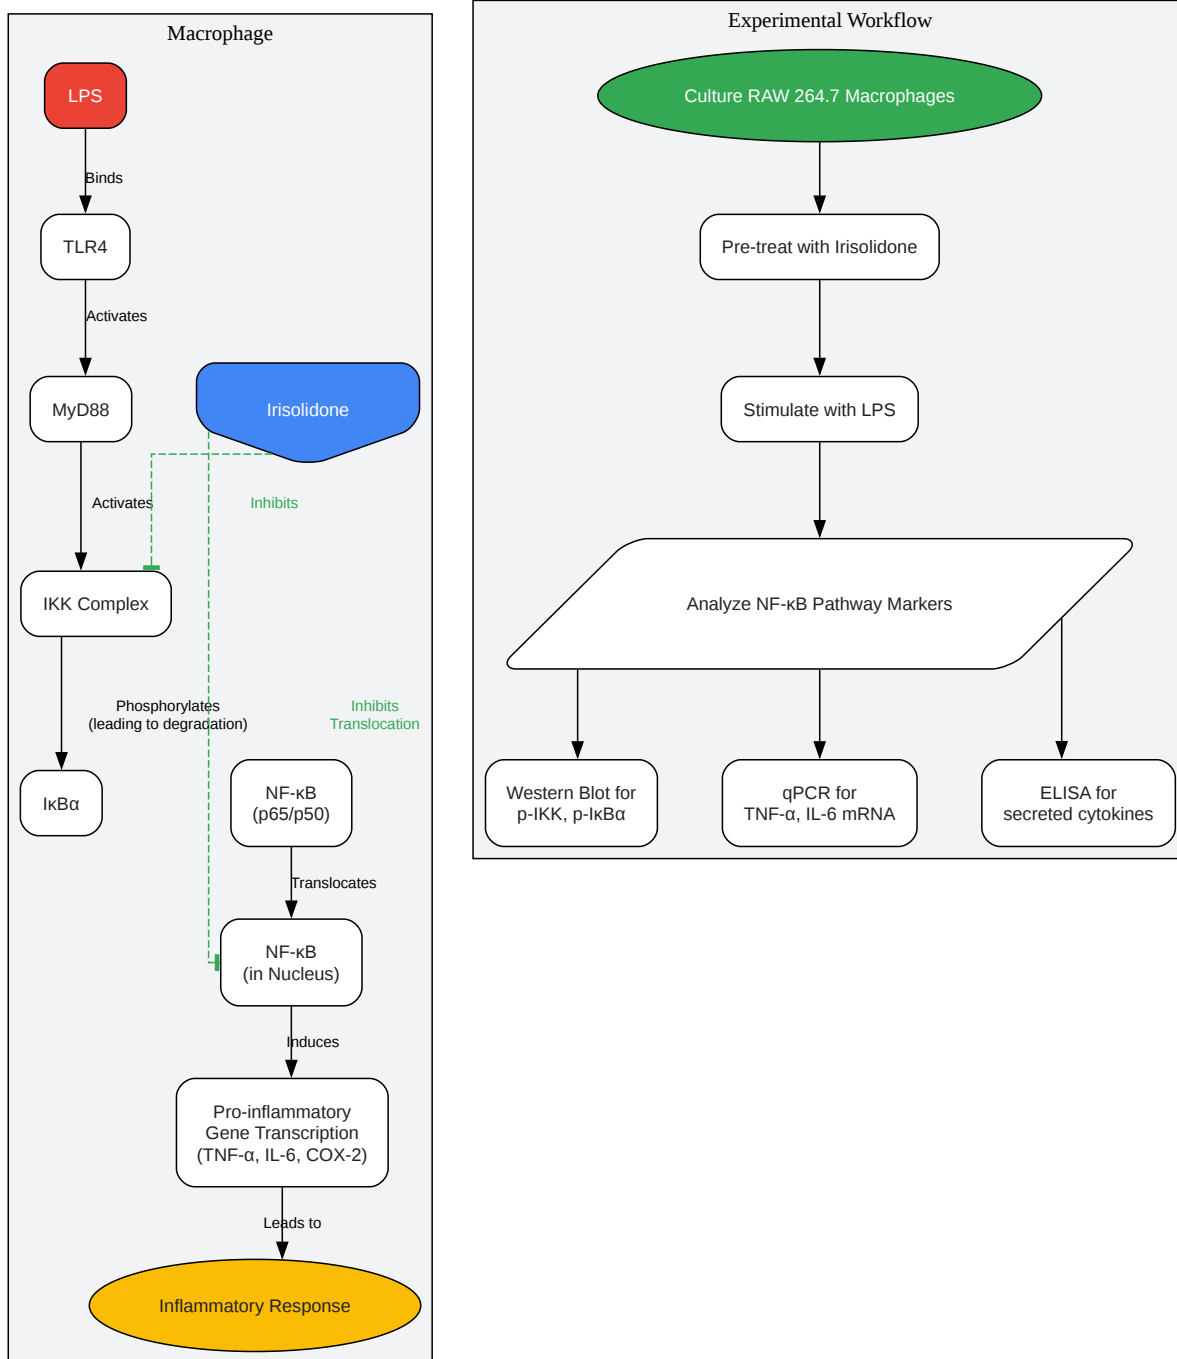 Macrophage
LPS
Binds
TLR4
Activates
MyD88
Irisolidone
Activates
Inhibits
IKK Complex
Phosphorylates
(leading to degradation)
Inhibits
Translocation
IκBα
NF-κB
(p65/p50)
Translocates
NF-κB
(in Nucleus)
Induces
Pro-inflammatory
Gene Transcription
(TNF-α, IL-6, COX-2)
Leads to
Inflammatory Response
Experimental Workflow
Culture RAW 264.7 Macrophages
Pre-treat with Irisolidone
Stimulate with LPS
Analyze NF-κB Pathway Markers
Western Blot for
p-IKK, p-IκBα
qPCR for
TNF-α, IL-6 mRNA
ELISA for
secreted cytokines